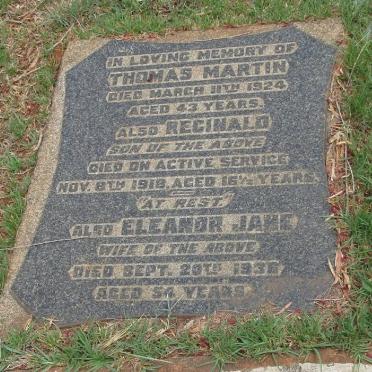 IN LOVING MEMORY OF
THOMAS MARTIN
DIED MARCH 11TH 1924
AGED 43 YEARS.
ALSO REGINALD
SON OF THE ABOVE
DIED ON ACTIVE SERVICE
NOV. 8TH 1918, AGED 16½ YEARS.
AT REST.
ALSO ELEANOR JANE
WIFE OF THE ABOVE
DIED SEPT. 1936
AGED YEARS